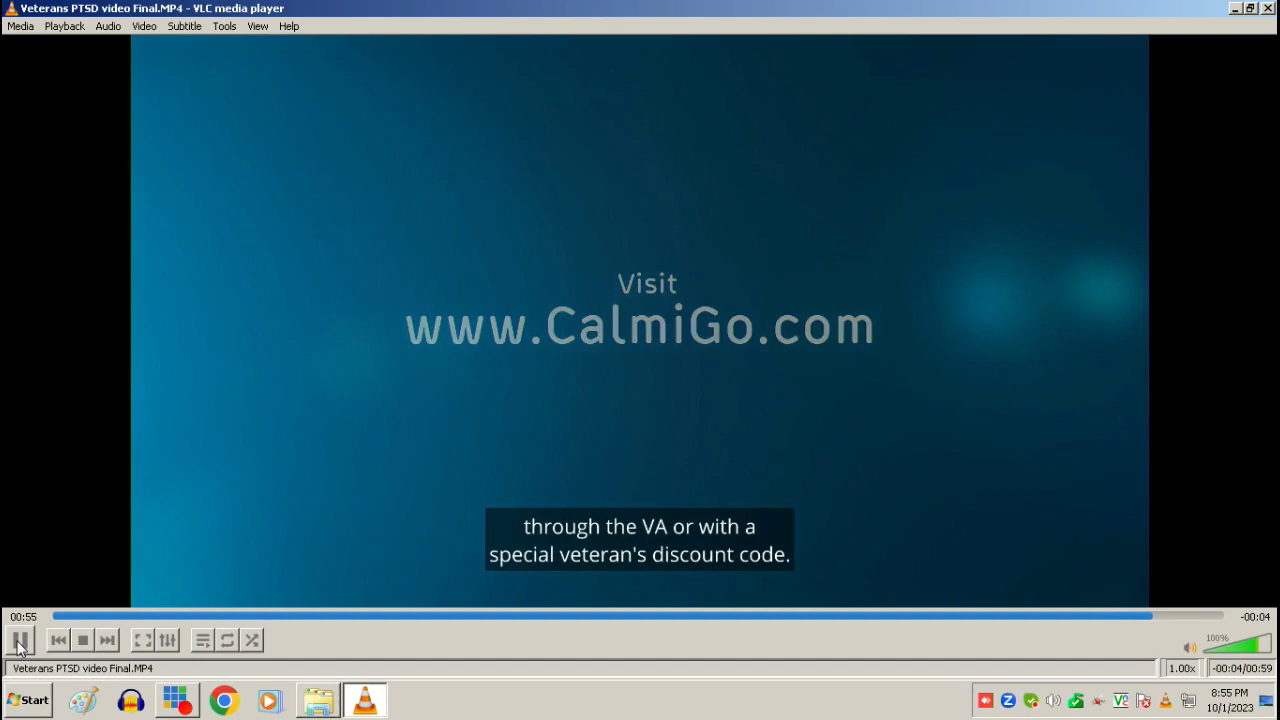 Veterans PTSD video Final.MP4 - VLC media player
Media Playback Audio Video Subtitle Tools View Help
Visit
www.CalmiGo.com
through the VA or with a
special veteran's discount code.
00:55
-00:04
100%
Veterans PTSD video Final.MP4
1.00x
-00:04/00:59
Start
8:55 PM
10/1/2023